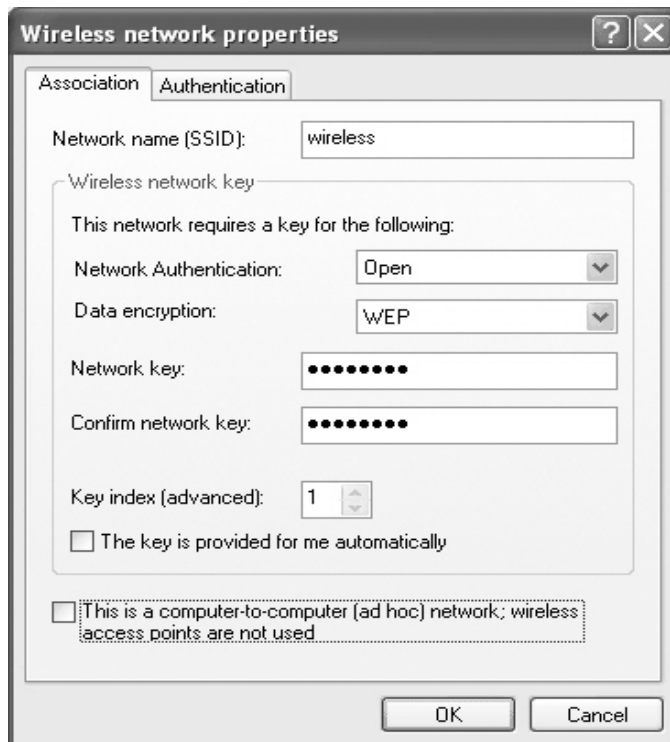 Wireless network properties
Association Authentication
Network name (SSID): wireless
Wireless network key
This network requires a key for the following:
Network Authentication: Open
Data encryption: WEP
Network key: ●●●●●●●●
Confirm network key: ●●●●●●●●
Key index (advanced): 1
The key is provided for me automatically
This is a computer-to-computer (ad hoc) network; wireless
access points are not used
OK Cancel